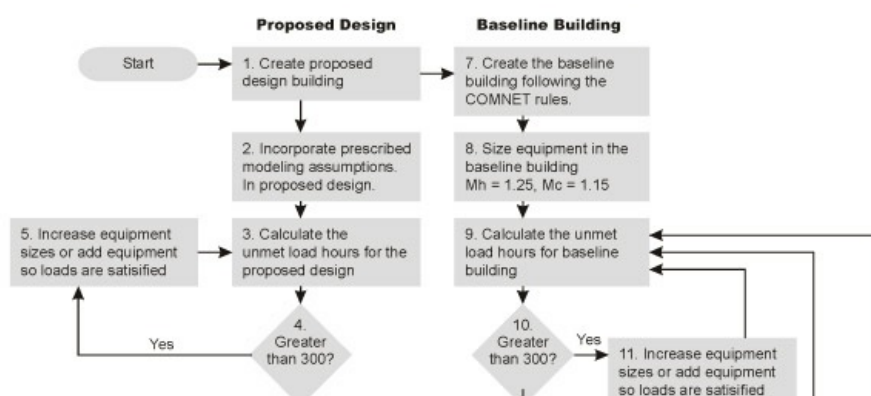 Proposed Design
Baseline Building
Start
1. Create proposed
design building
7. Create the baseline
building following the
COMNET rules.
2. Incorporate prescribed
modeling assumptions.
In proposed design.
8. Size equipment in the
baseline building
Mh = 1.25, Mc = 1.15
5. Increase equipment
sizes or add equipment
so loads are satisified
3. Calculate the
unmet load hours for the
proposed design
9. Calculate the unmet
load hours for baseline
building
4.
Greater
than 300?
Yes
10.
Greater
than 300?
Yes
11. Increase equipment
sizes or add equipment
so loads are satisified